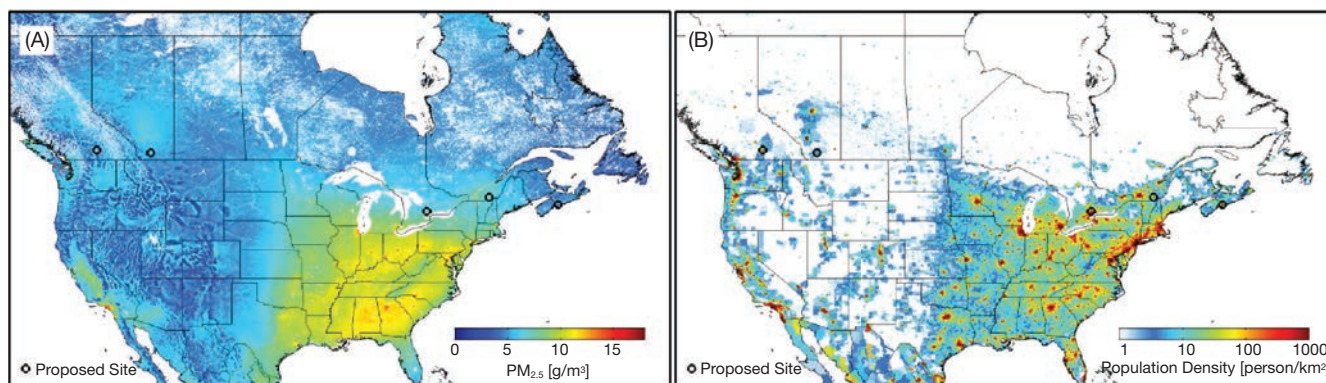 (A)
0 5 10 15
PM₂.₅ [g/m³]
Proposed Site
(B)
1 10 100 1000
Population Density [person/km²]
Proposed Site